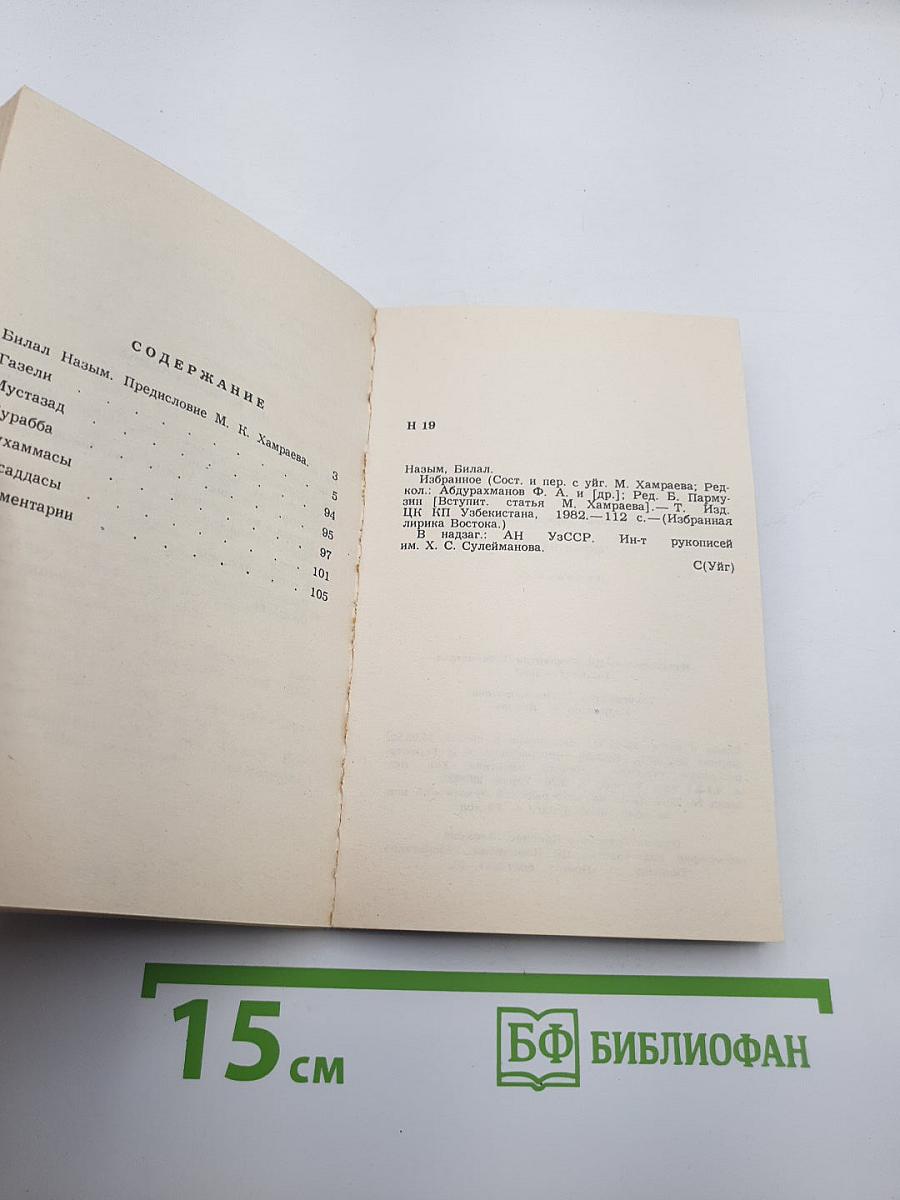 СОДЕРЖАНИЕ
Билал Назым. Предисловие М. К. Хамраева. 3
Газели . . . . . . . 5
Мустазад . . . . . . 94
урабба . . . . . . 95
ухаммасы . . . . . . 97
саддасы . . . . . . 101
ментарии . . . . . . 105
Н 19
Назым, Билал.
Избранное (Сост. и пер. с уйг. М. Хамраева; Ред-
кол.: Абдурахманов Ф. А. и [др.]; Ред. Б. Парму-
зин [Вступит. статья М. Хамраева].— Т. Изд.
ЦК КП Узбекистана, 1982.—112 с.—(Избранная
лирика Востока.)
В надзаг.: АН УзССР. Ин-т рукописей
им. Х. С. Сулейманова.
С(Уйг)
15 см
БФ БИБЛИОФАН